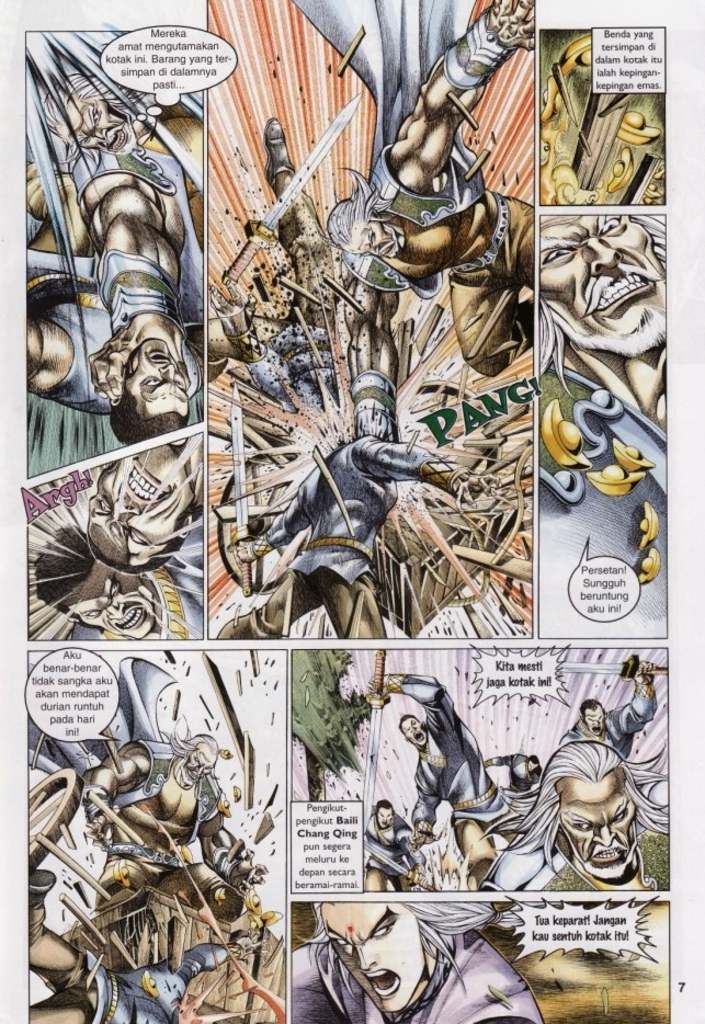 Mereka
amat mengutamakan
kotak ini. Barang yang ter-
simpan di dalamnya
pasti...
Argh!
PANG!
Benda yang
tersimpan di
dalam kotak itu
ialah kepingan-
kepingan emas.
Persetan!
Sungguh
beruntung
aku ini!
Aku
benar-benar
tidak sangka aku
akan mendapat
durian runtuh
pada hari
ini!
Kita mesti
jaga kotak ini!
Pengikut-
pengikut Baili
Chang Qing
pun segera
meluru ke
depan secara
beramai-ramai.
Tua keparat! Jangan
kau sentuh kotak itu!
7